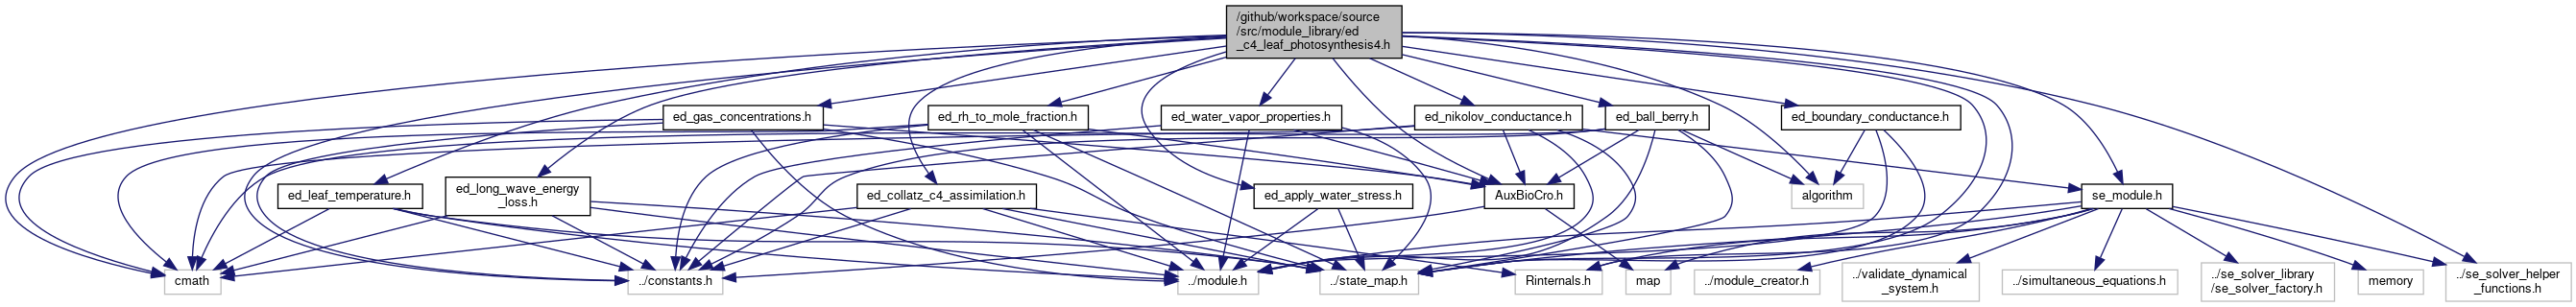 /github/workspace/source
/src/module_library/ed
_c4_leaf_photosynthesis4.h
ed_gas_concentrations.h
ed_rh_to_mole_fraction.h
ed_water_vapor_properties.h
ed_nikolov_conductance.h
ed_ball_berry.h
ed_boundary_conductance.h
ed_leaf_temperature.h
ed_long_wave_energy
_loss.h
ed_collatz_c4_assimilation.h
ed_apply_water_stress.h
AuxBioCro.h
algorithm
se_module.h
cmath
../constants.h
../module.h
../state_map.h
Rinternals.h
map
../module_creator.h
../validate_dynamical
_system.h
../simultaneous_equations.h
../se_solver_library
/se_solver_factory.h
memory
../se_solver_helper
_functions.h